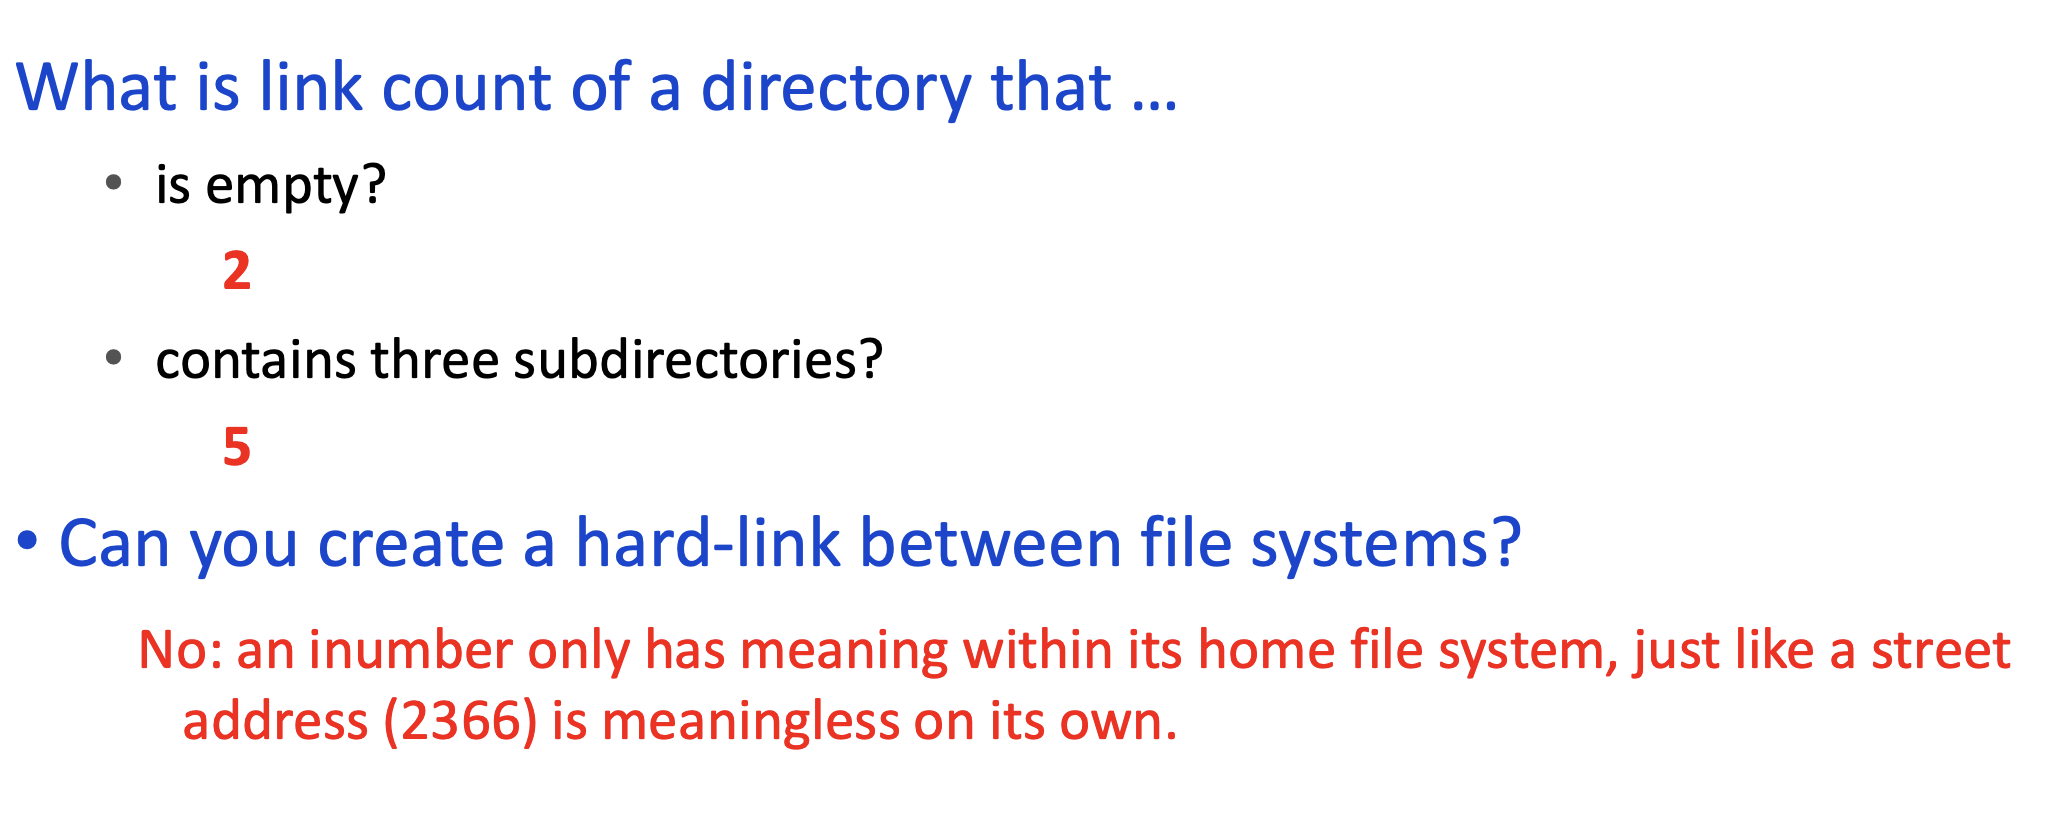 What is link count of a directory that ...
• is empty?
2
• contains three subdirectories?
5
• Can you create a hard-link between file systems?
No: an inumber only has meaning within its home file system, just like a street
address (2366) is meaningless on its own.